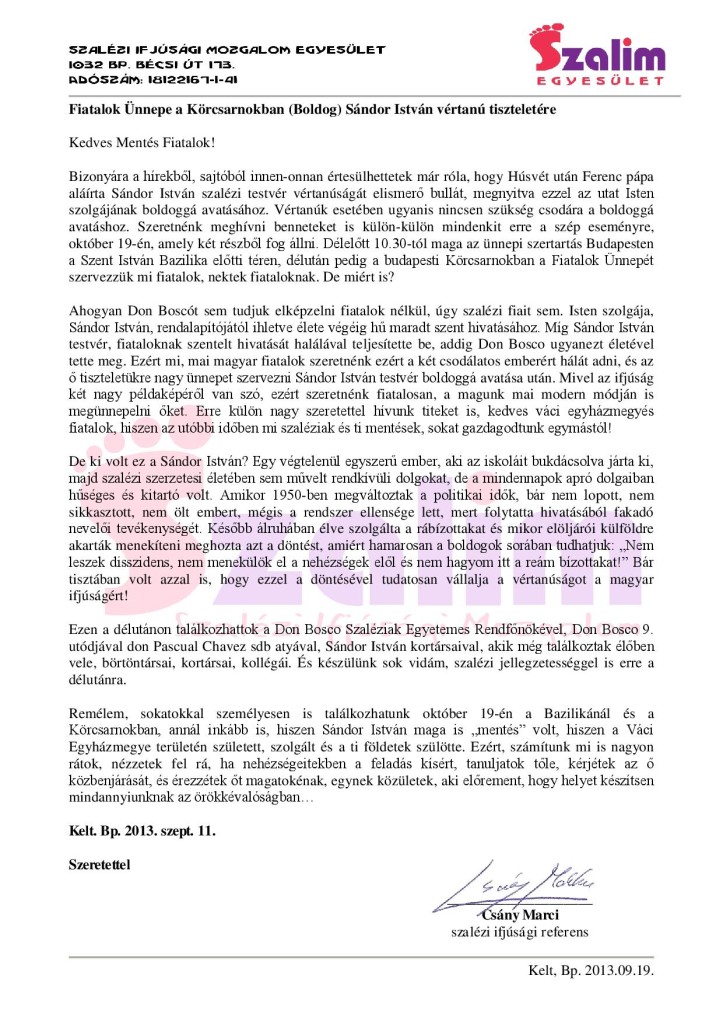 SZALÉZI IFJÚSÁGI MOZGALOM EGYESÜLET
1032 BP. BÉCSI ÚT 173.
ADÓSZÁM: 18122167-1-41
Szalim
EGYESÜLET
Fiatalok Ünnepe a Körcsarnokban (Boldog) Sándor István vértanú tiszteletére
Kedves Mentés Fiatalok!
Bizonyára a hírekből, sajtóból innen-onnan értesülhettetek már róla, hogy Húsvét után Ferenc pápa
aláírta Sándor István szalézi testvér vértanúságát elismerő bullát, megnyitva ezzel az utat Isten
szolgájának boldoggá avatásához. Vértanúk esetében ugyanis nincsen szükség csodára a boldoggá
avatáshoz. Szeretnénk meghívni benneteket is külön-külön mindenkit erre a szép eseményre,
október 19-én, amely két részből fog állni. Délelőtt 10.30-tól maga az ünnepi szertartás Budapesten
a Szent István Bazilika előtti téren, délután pedig a budapesti Körcsarnokban a Fiatalok Ünnepét
szervezzük mi fiatalok, nektek fiataloknak. De miért is?
Ahogyan Don Boscót sem tudjuk elképzelni fiatalok nélkül, úgy szalézi fiait sem. Isten szolgája,
Sándor István, rendalapítójától ihletve élete végéig hű maradt szent hivatásához. Míg Sándor István
testvér, fiataloknak szentelt hivatását halálával teljesítette be, addig Don Bosco ugyanezt életével
tette meg. Ezért mi, mai magyar fiatalok szeretnénk ezért a két csodálatos emberért hálát adni, és az
ő tiszteletükre nagy ünnepet szervezni Sándor István testvér boldoggá avatása után. Mivel az ifjúság
két nagy példaképéről van szó, ezért szeretnénk fiatalosan, a magunk mai modern módján is
megünnepelni őket. Erre külön nagy szeretettel hívunk titeket is, kedves váci egyházmegyés
fiatalok, hiszen az utóbbi időben mi szaléziak és ti mentések, sokat gazdagodtunk egymástól!
De ki volt ez a Sándor István? Egy végtelenül egyszerű ember, aki az iskoláit bukdácsolva járta ki,
majd szalézi szerzetesi életében sem művelt rendkívüli dolgokat, de a mindennapok apró dolgaiban
hűséges és kitartó volt. Amikor 1950-ben megváltoztak a politikai idők, bár nem lopott, nem
sikkasztott, nem ölt embert, mégis a rendszer ellensége lett, mert folytatta hivatásából fakadó
nevelői tevékenységét. Később álruhában élve szolgálta a rábízottakat és mikor elöljárói külföldre
akarták menekíteni meghozta azt a döntést, amiért hamarosan a boldogok sorában tudhatjuk: „Nem
leszek disszidens, nem menekülök el a nehézségek elől és nem hagyom itt a reám bízottakat!” Bár
tisztában volt azzal is, hogy ezzel a döntésével tudatosan vállalja a vértanúságot a magyar
ifjúságért!
Szalim
Szalézi Ifjúsági Mozgalom
Ezen a délutánon találkozhattok a Don Bosco Szaléziak Egyetemes Rendfőnökével, Don Bosco 9.
utódjával don Pascual Chavez sdb atyával, Sándor István kortársaival, akik még találkoztak élőben
vele, börtöntársai, kortársai, kollégái. És készülünk sok vidám, szalézi jellegzetességgel is erre a
délutánra.
Remélem, sokatokkal személyesen is találkozhatunk október 19-én a Bazilikánál és a
Körcsarnokban, annál inkább is, hiszen Sándor István maga is „mentés” volt, hiszen a Váci
Egyházmegye területén született, szolgált és a ti földetek szülötte. Ezért, számítunk mi is nagyon
rátok, nézzetek fel rá, ha nehézségeitekben a feladás kísért, tanuljatok tőle, kérjétek az ő
közbenjárását, és érezzétek őt magatokénak, egynek közületek, aki előrement, hogy helyet készítsen
mindannyiunknak az örökkévalóságban…
Kelt. Bp. 2013. szept. 11.
Szeretettel
Csány Marci
szalézi ifjúsági referens
Kelt, Bp. 2013.09.19.